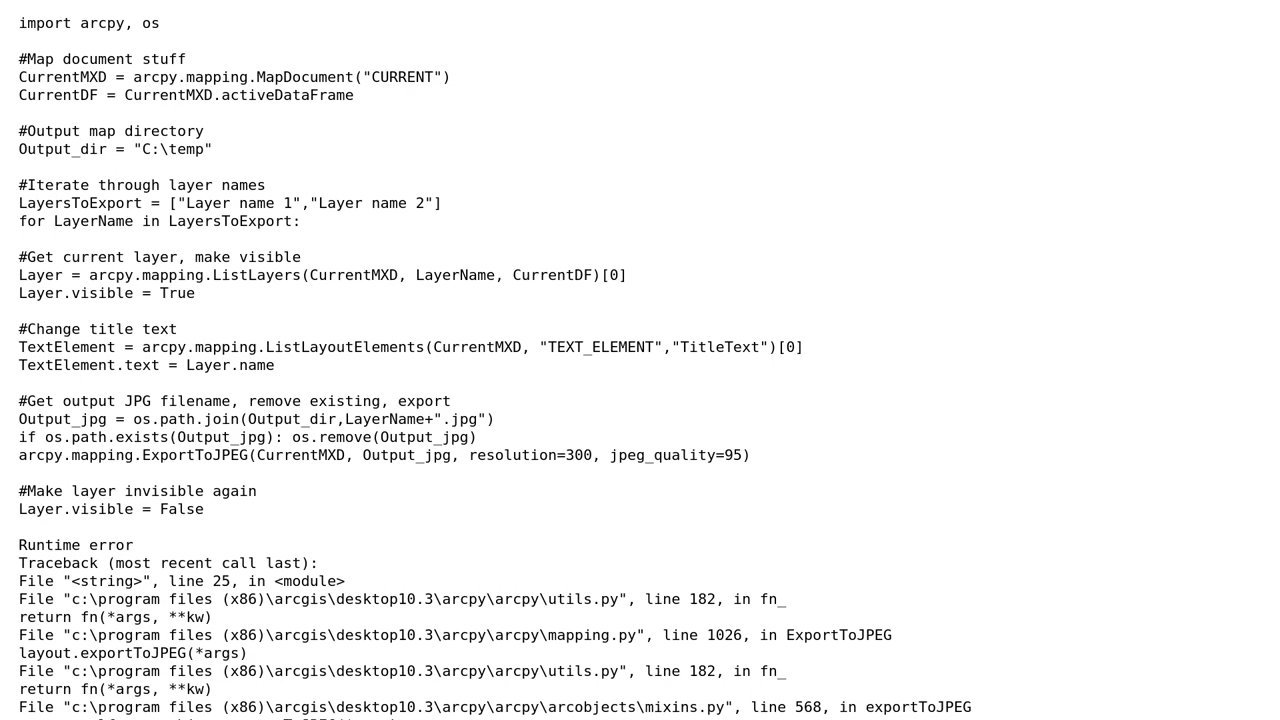 import arcpy, os
#Map document stuff
CurrentMXD = arcpy.mapping.MapDocument("CURRENT")
CurrentDF = CurrentMXD.activeDataFrame
#Output map directory
Output_dir = "C:\temp"
#Iterate through layer names
LayersToExport = ["Layer name 1","Layer name 2"]
for LayerName in LayersToExport:
#Get current layer, make visible
Layer = arcpy.mapping.ListLayers(CurrentMXD, LayerName, CurrentDF)[0]
Layer.visible = True
#Change title text
TextElement = arcpy.mapping.ListLayoutElements(CurrentMXD, "TEXT_ELEMENT","TitleText")[0]
TextElement.text = Layer.name
#Get output JPG filename, remove existing, export
Output_jpg = os.path.join(Output_dir,LayerName+".jpg")
if os.path.exists(Output_jpg): os.remove(Output_jpg)
arcpy.mapping.ExportToJPEG(CurrentMXD, Output_jpg, resolution=300, jpeg_quality=95)
#Make layer invisible again
Layer.visible = False
Runtime error
Traceback (most recent call last):
File "<string>", line 25, in <module>
File "c:\program files (x86)\arcgis\desktop10.3\arcpy\arcpy\utils.py", line 182, in fn_
return fn(*args, **kw)
File "c:\program files (x86)\arcgis\desktop10.3\arcpy\arcpy\mapping.py", line 1026, in ExportToJPEG
layout.exportToJPEG(*args)
File "c:\program files (x86)\arcgis\desktop10.3\arcpy\arcpy\utils.py", line 182, in fn_
return fn(*args, **kw)
File "c:\program files (x86)\arcgis\desktop10.3\arcpy\arcpy\arcobjects\mixins.py", line 568, in exportToJPEG